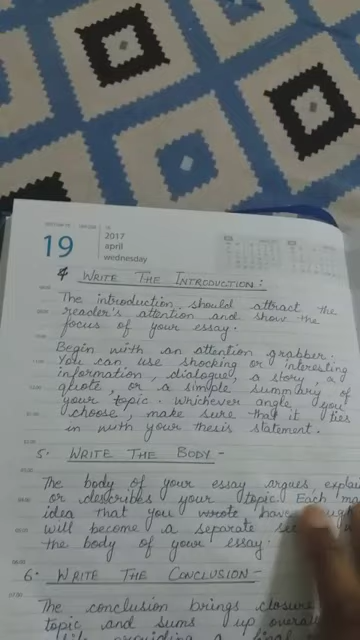 19
2017
april
wednesday
4 WRITE THE INTRODUCTION:
The introduction should attract the
reader's attention and show the
focus of your essay.
Begin with an attention grabber.
You can use shocking or interesting
information, dialogue, a story, a
quote, or a simple summary of
your topic. Whichever angle you
choose, make sure that it ties
in with your thesis statement.
5. WRITE THE BODY-
The body of your essay argues, explai
or describes your topic. Each ma
idea that you wrote
will become a separate
the body of your essay.
6. WRITE THE CONCLUSION-
The conclusion brings closure
topic and sums up overal